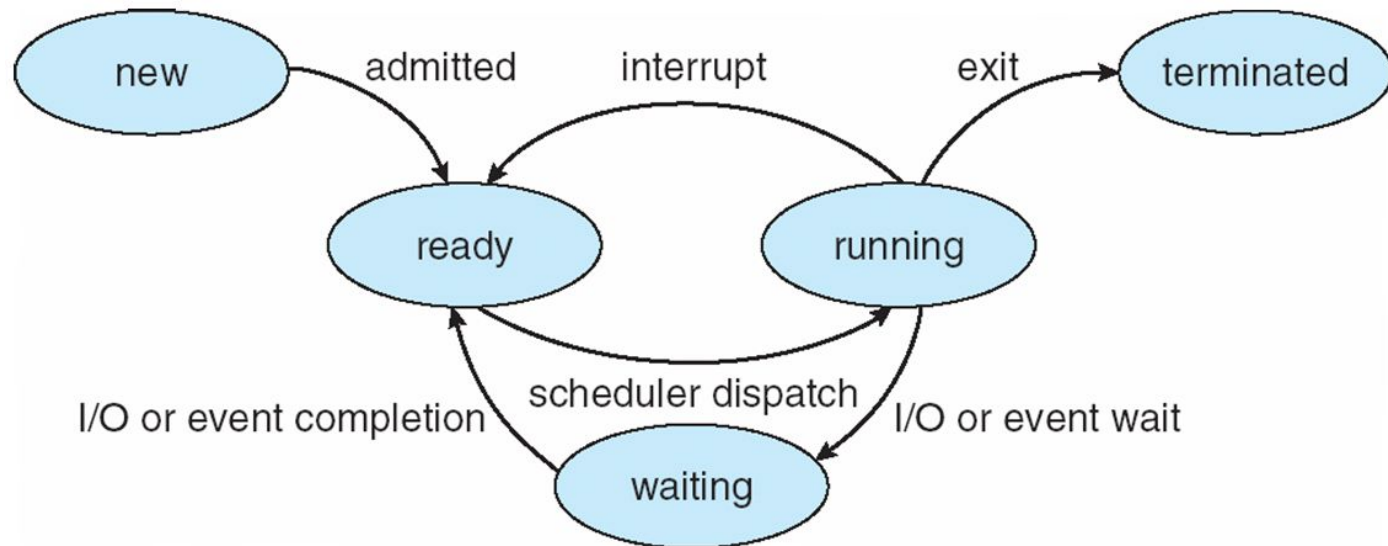 new
admitted
interrupt
exit
terminated
ready
running
scheduler dispatch
I/O or event completion
I/O or event wait
waiting